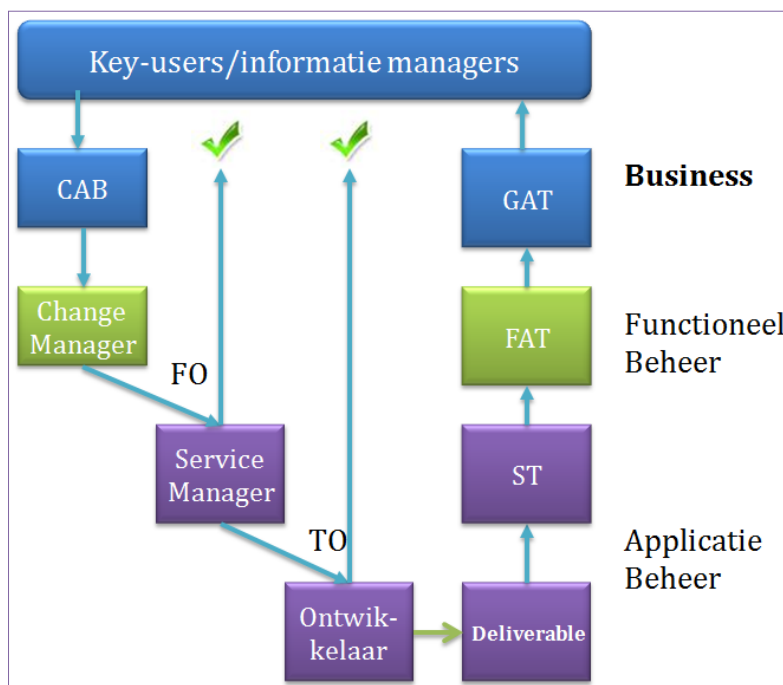 Key-users/informatie managers
CAB
GAT
Business
Change
Manager
FO
FAT
Functioneel
Beheer
Service
Manager
ST
TO
Applicatie
Beheer
Ontwik-
kelaar
Deliverable